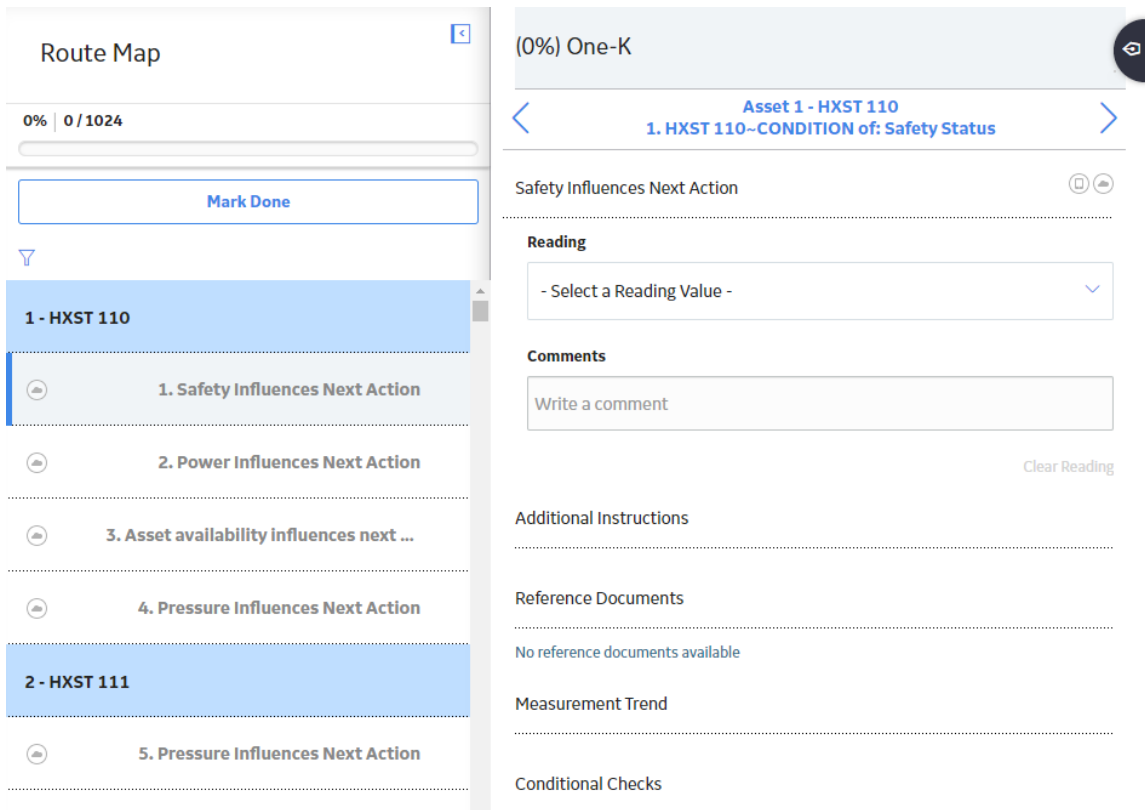 Route Map
0% | 0 / 1024
Mark Done
1 - HXST 110
1. Safety Influences Next Action
2. Power Influences Next Action
3. Asset availability influences next ...
4. Pressure Influences Next Action
2 - HXST 111
5. Pressure Influences Next Action
(0%) One-K
Asset 1 - HXST 110
1. HXST 110~CONDITION of: Safety Status
Safety Influences Next Action
Reading
- Select a Reading Value -
Comments
Write a comment
Clear Reading
Additional Instructions
Reference Documents
No reference documents available
Measurement Trend
Conditional Checks